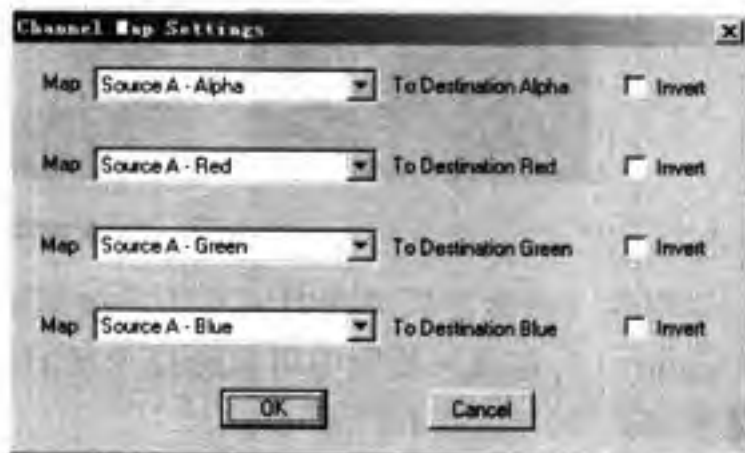 Channel Map Settings
Map Source A - Alpha To Destination Alpha Invert
Map Source A - Red To Destination Red Invert
Map Source A - Green To Destination Green Invert
Map Source A - Blue To Destination Blue Invert
OK Cancel